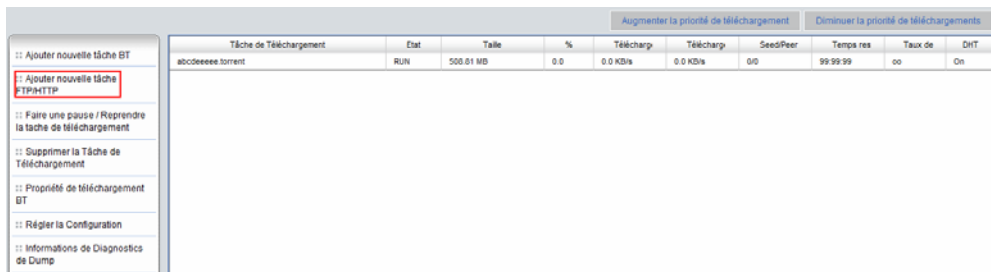 Augmenter la priorité de téléchargement Diminuer la priorité de téléchargements
:: Ajouter nouvelle tâche BT
:: Ajouter nouvelle tâche
FTP/HTTP
:: Faire une pause / Reprendre
la tache de téléchargement
:: Supprimer la Tâche de
Téléchargement
:: Propriété de téléchargement
BT
:: Régler la Configuration
:: Informations de Diagnostics
de Dump
Tâche de Téléchargement Etat Taille % Télécharg Télécharg Seed/Peer Temps res Taux de DHT
abcdeeeee.torrent RUN 508.81 MB 0.0 0.0 KB/s 0.0 KB/s 0/0 99:99:99 oo On